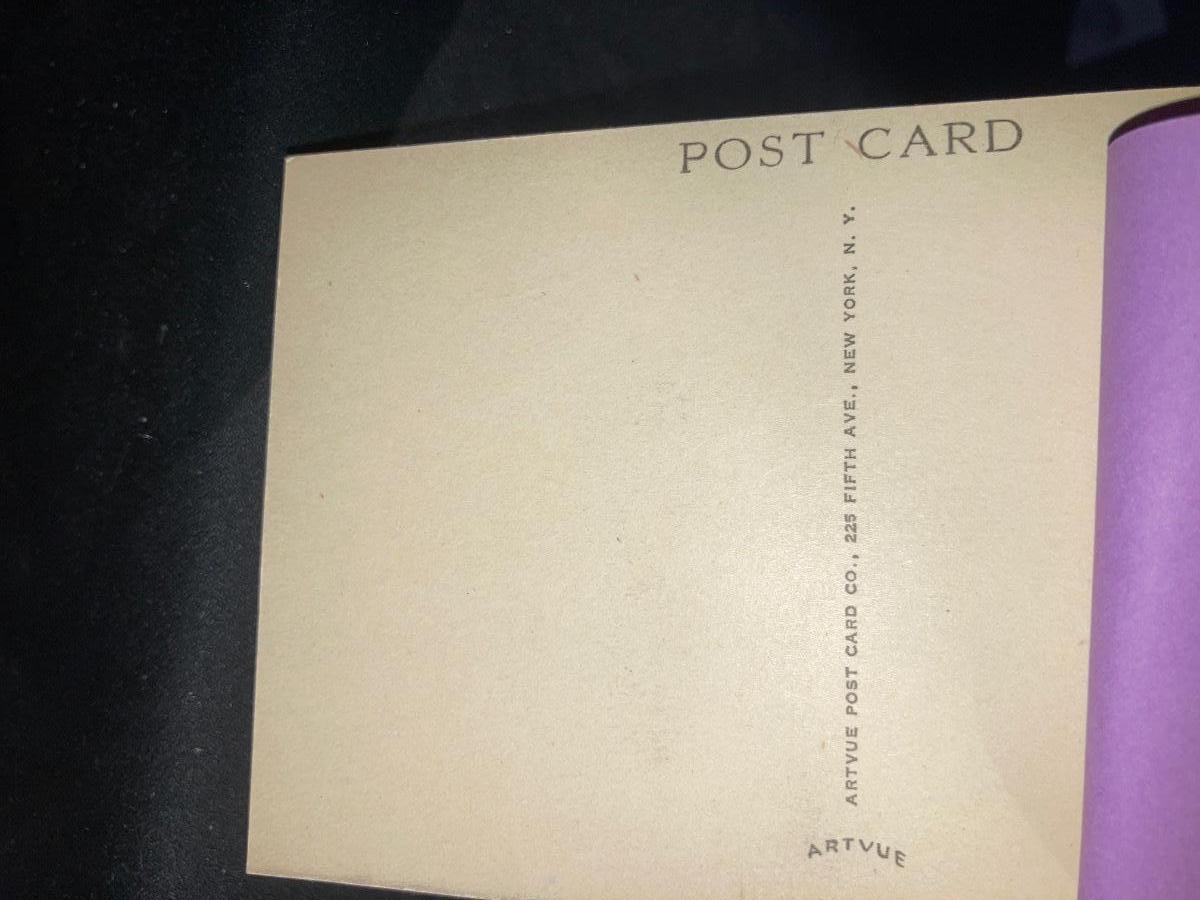 POST CARD
ARTVUE POST CARD CO., 225 FIFTH AVE., NEW YORK, N. Y.
ARTVUE